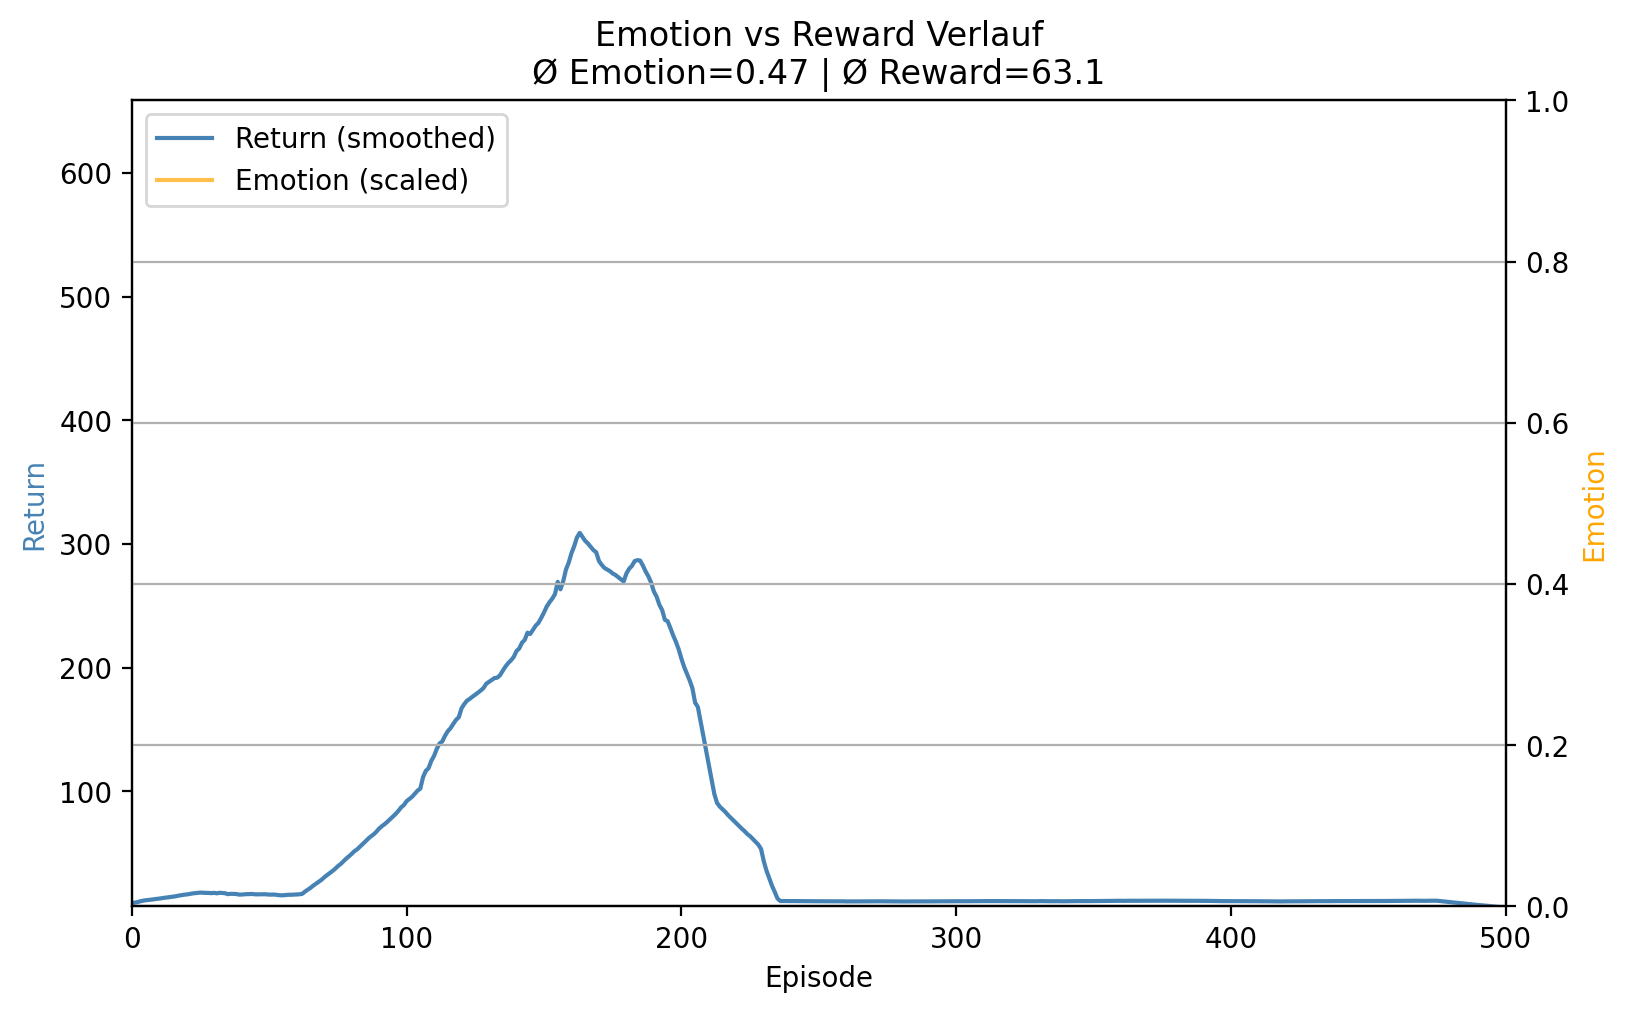 Emotion vs Reward Verlauf
Ø Emotion=0.47 | Ø Reward=63.1
Return (smoothed)
Emotion (scaled)
600
500
400
300
200
100
Return
1.0
0.8
0.6
0.4
0.2
0.0
Emotion
0 100 200 300 400 500
Episode